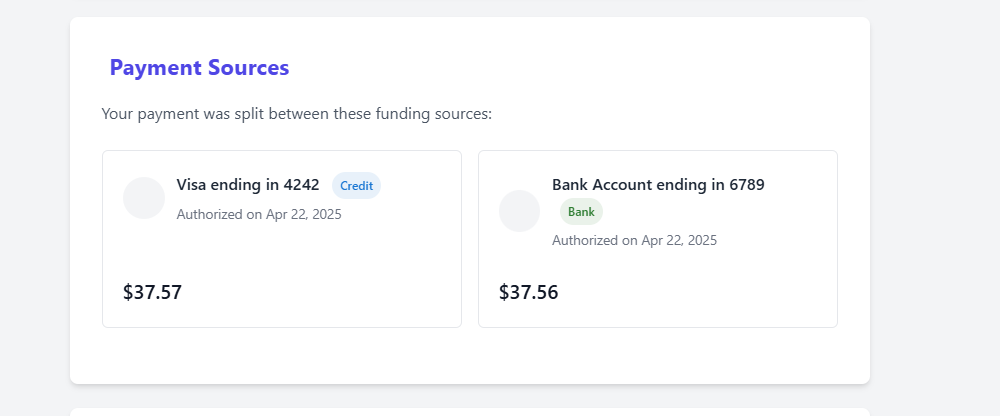 Payment Sources
Your payment was split between these funding sources:
Visa ending in 4242 Credit
Authorized on Apr 22, 2025
$37.57
Bank Account ending in 6789
Bank
Authorized on Apr 22, 2025
$37.56